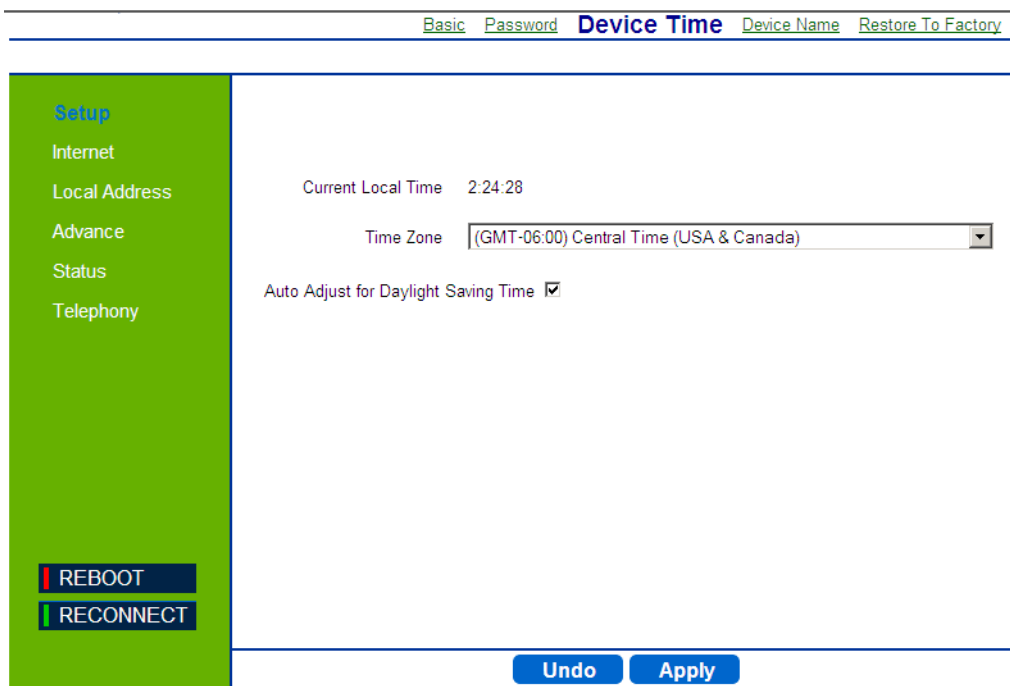 Basic Password Device Time Device Name Restore To Factory
Setup
Internet
Local Address
Advance
Status
Telephony
REBOOT
RECONNECT
Current Local Time 2:24:28
Time Zone (GMT-06:00) Central Time (USA & Canada)
Auto Adjust for Daylight Saving Time
Undo Apply